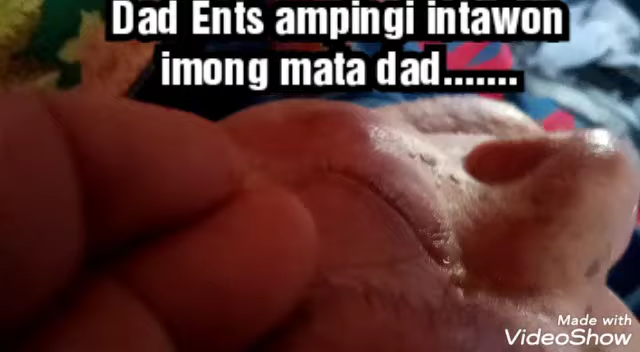 Dad Ents ampingi intawon
imong mata dad.......
Made with
VideoShow